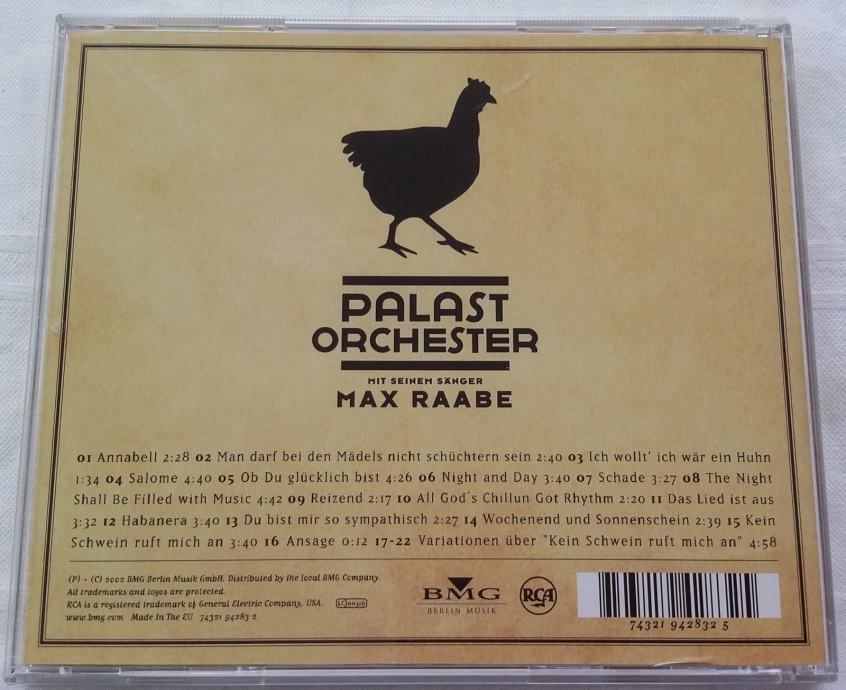 PALAST
ORCHESTER
MIT SEINEM SÄNGER
MAX RAABE
01 Annabell 2:28 02 Man darf bei den Mädels nicht schüchtern sein 2:40 03 Ich wollt' ich wär ein Huhn
1:34 04 Salome 4:40 05 Ob Du glücklich bist 4:26 06 Night and Day 3:40 07 Schade 3:27 08 The Night
Shall Be Filled with Music 4:42 09 Reizend 2:17 10 All God's Chillun Got Rhythm 2:20 11 Das Lied ist aus
3:32 12 Habanera 3:40 13 Du bist mir so sympathisch 2:27 14 Wochenend und Sonnenschein 2:39 15 Kein
Schwein ruft mich an 3:40 16 Ansage 0:12 17-22 Variationen über "Kein Schwein ruft mich an" 4:58
(P) + (C) 2002 BMG Berlin Musik GmbH. Distributed by the local BMG Company.
All trademarks and logos are protected.
RCA is a registered trademark of General Electric Company, USA.
www.bmg.com Made In The EU 74321 94283 2
BMG
BERLIN MUSIK
RCA
74321 942832 5